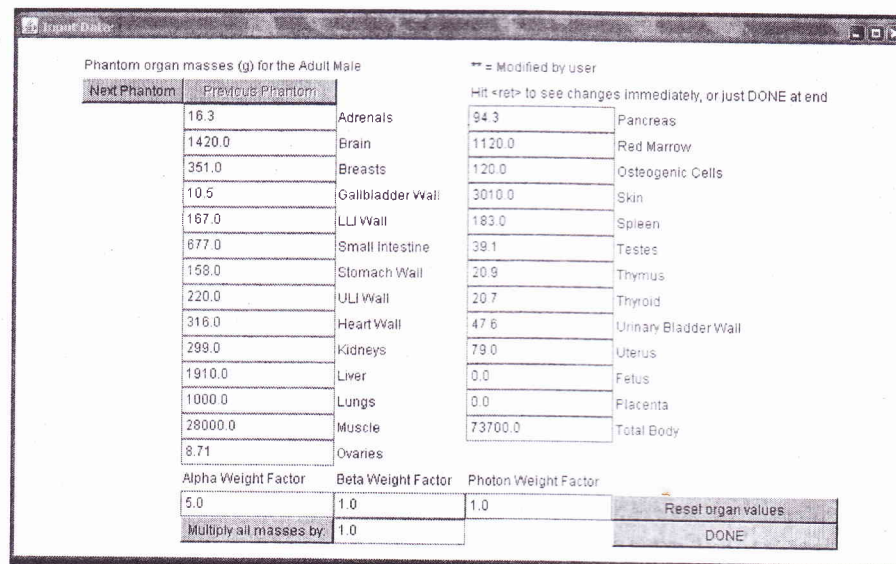 Input Data
Phantom organ masses (g) for the Adult Male
** = Modified by user
Next Phantom Previous Phantom
Hit <ret> to see changes immediately, or just DONE at end
16.3 Adrenals 94.3 Pancreas
1420.0 Brain 1120.0 Red Marrow
351.0 Breasts 120.0 Osteogenic Cells
10.5 Gallbladder Wall 3010.0 Skin
167.0 LLI Wall 183.0 Spleen
677.0 Small Intestine 39.1 Testes
158.0 Stomach Wall 20.9 Thymus
220.0 ULI Wall 20.7 Thyroid
316.0 Heart Wall 47.6 Urinary Bladder Wall
299.0 Kidneys 79.0 Uterus
1910.0 Liver 0.0 Fetus
1000.0 Lungs 0.0 Placenta
28000.0 Muscle 73700.0 Total Body
8.71 Ovaries
Alpha Weight Factor Beta Weight Factor Photon Weight Factor
5.0 1.0 1.0 Reset organ values
Multiply all masses by: 1.0 DONE